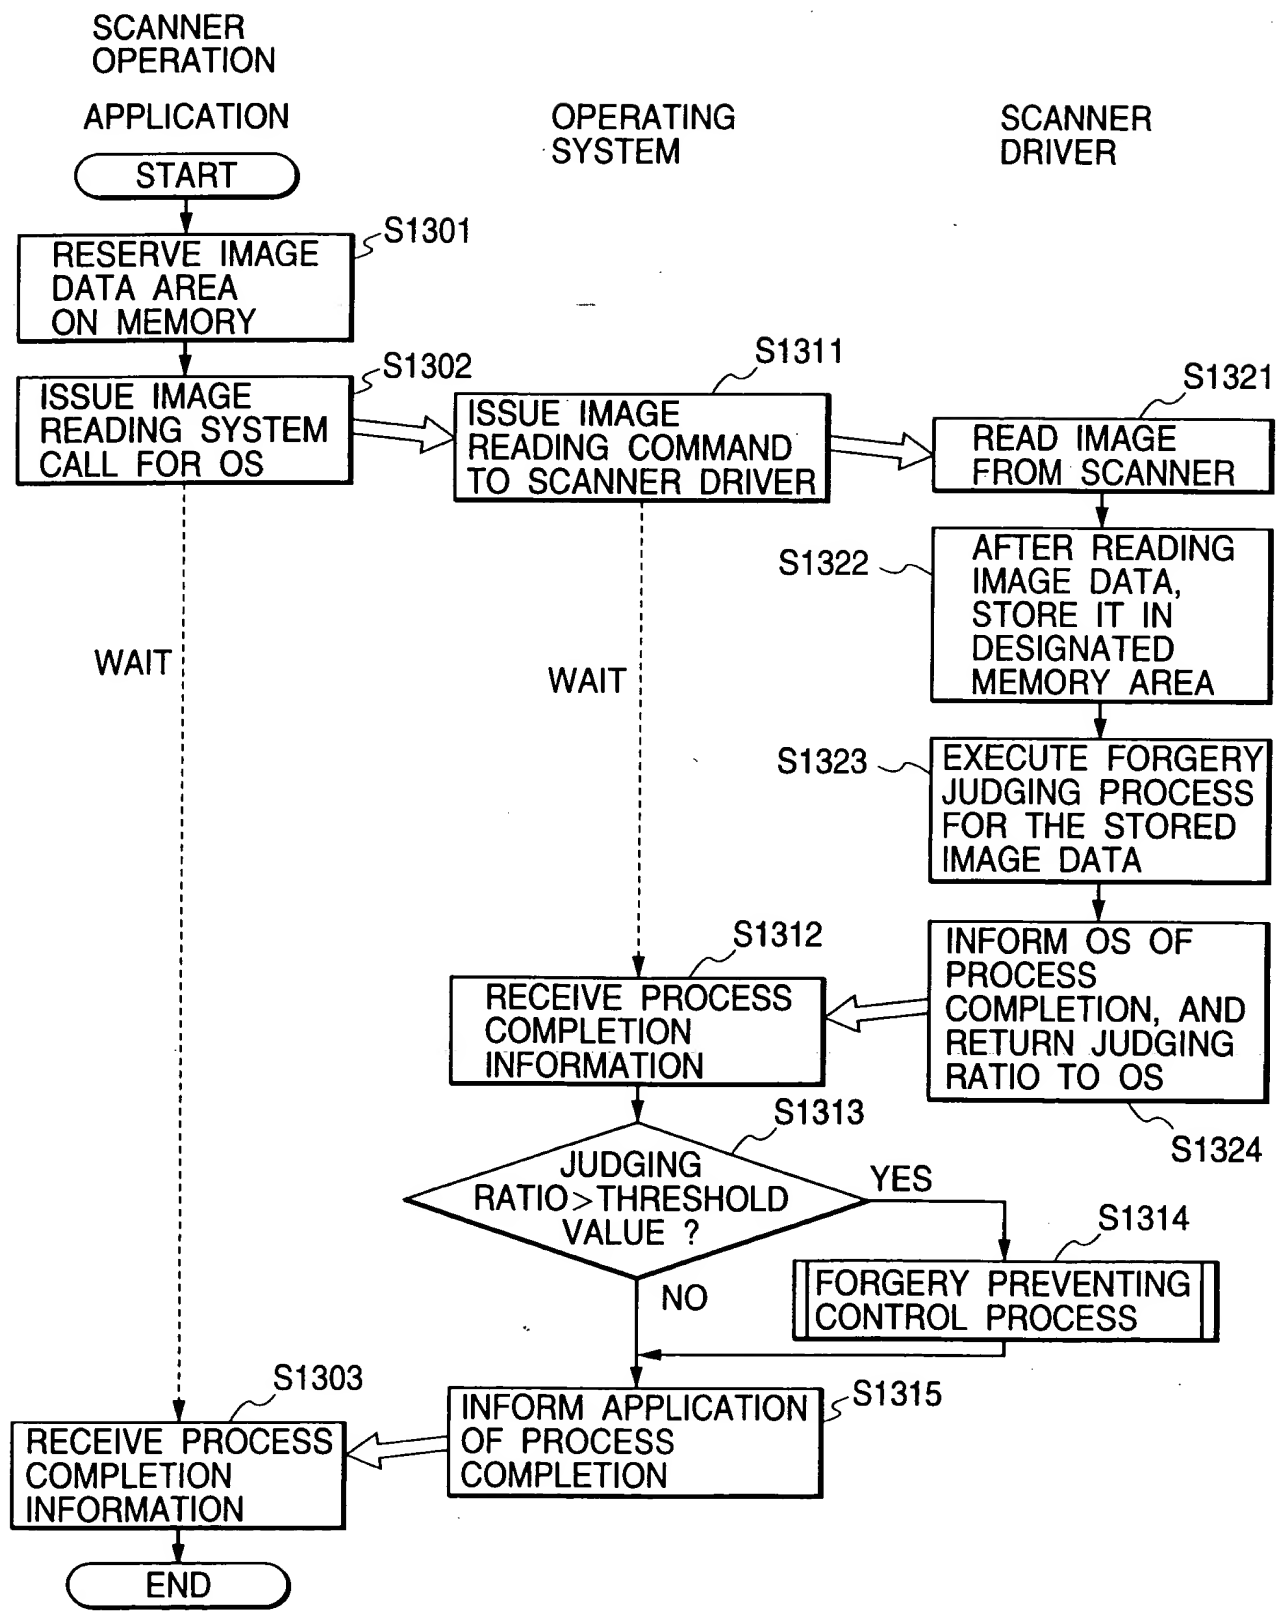 SCANNER
OPERATION
APPLICATION
OPERATING
SYSTEM
SCANNER
DRIVER
START
S1301
RESERVE IMAGE
DATA AREA
ON MEMORY
S1302
ISSUE IMAGE
READING SYSTEM
CALL FOR OS
S1311
ISSUE IMAGE
READING COMMAND
TO SCANNER DRIVER
S1321
READ IMAGE
FROM SCANNER
S1322
AFTER READING
IMAGE DATA,
STORE IT IN
DESIGNATED
MEMORY AREA
WAIT
WAIT
S1323
EXECUTE FORGERY
JUDGING PROCESS
FOR THE STORED
IMAGE DATA
S1324
INFORM OS OF
PROCESS
COMPLETION, AND
RETURN JUDGING
RATIO TO OS
S1312
RECEIVE PROCESS
COMPLETION
INFORMATION
S1313
JUDGING
RATIO>THRESHOLD
VALUE ?
YES
NO
S1314
FORGERY PREVENTING
CONTROL PROCESS
S1315
INFORM APPLICATION
OF PROCESS
COMPLETION
S1303
RECEIVE PROCESS
COMPLETION
INFORMATION
END